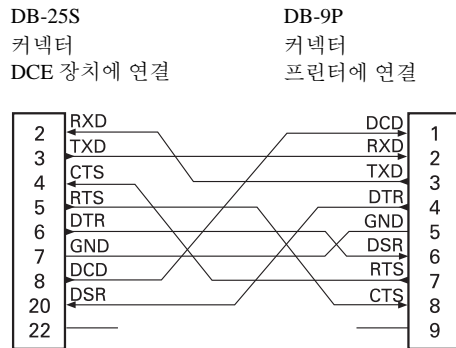 DB-25S
커넥터
DCE 장치에 연결
DB-9P
커넥터
프린터에 연결
2 RXD
3 TXD
4 CTS
5 RTS
6 DTR
7 GND
8 DCD
20 DSR
22
DCD 1
RXD 2
TXD 3
DTR 4
GND 5
DSR 6
RTS 7
CTS 8
9